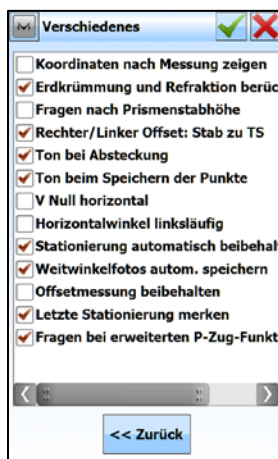 Verschiedenes
Koordinaten nach Messung zeigen
Erdkrümmung und Refraktion berüc
Fragen nach Prismenstabhöhe
Rechter/Linker Offset: Stab zu TS
Ton bei Absteckung
Ton beim Speichern der Punkte
V Null horizontal
Horizontalwinkel linksläufig
Stationierung automatisch beibehalt
Weitwinkelfotos autom. speichern
Offsetmessung beibehalten
Letzte Stationierung merken
Fragen bei erweiterten P-Zug-Funkt
<< Zurück